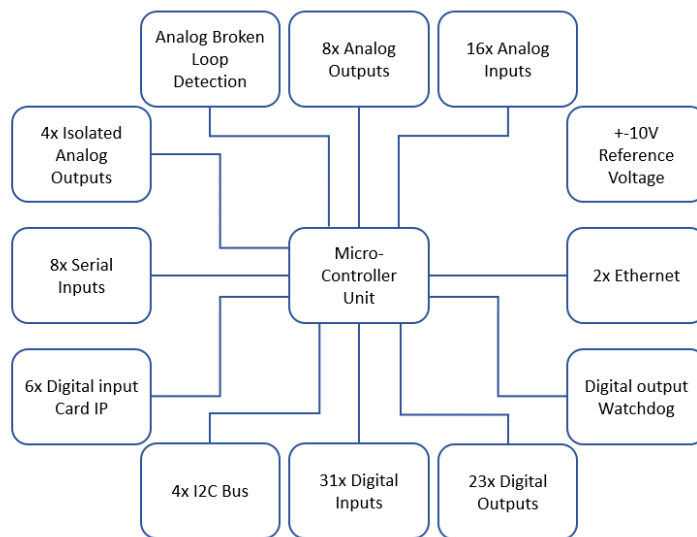 Analog Broken
Loop
Detection
8x Analog
Outputs
16x Analog
Inputs
4x Isolated
Analog
Outputs
+-10V
Reference
Voltage
8x Serial
Inputs
Micro-
Controller
Unit
2x Ethernet
6x Digital input
Card IP
Digital output
Watchdog
4x I2C Bus
31x Digital
Inputs
23x Digital
Outputs